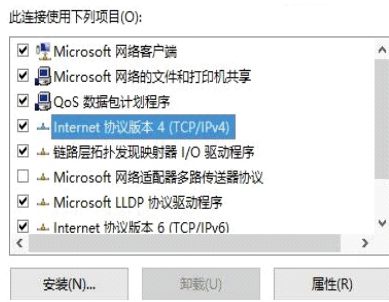 此连接使用下列项目(O):
Microsoft 网络客户端
Microsoft 网络的文件和打印机共享
QoS 数据包计划程序
Internet 协议版本 4 (TCP/IPv4)
链路层拓扑发现映射器 I/O 驱动程序
Microsoft 网络适配器多路传送器协议
Microsoft LLDP 协议驱动程序
Internet 协议版本 6 (TCP/IPv6)
安装(N)... 卸载(U) 属性(R)